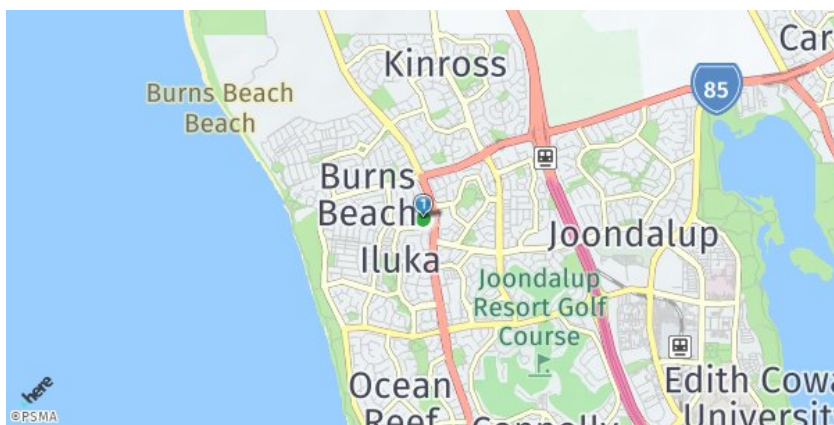 Kinross
Car
85
Burns Beach
Beach
Burns
Beach
1
Iluka
Joondalup
Joondalup
Resort Golf
Course
Ocean
Reef
Connolly
Edith Cowa
Universit
here
©PSMA